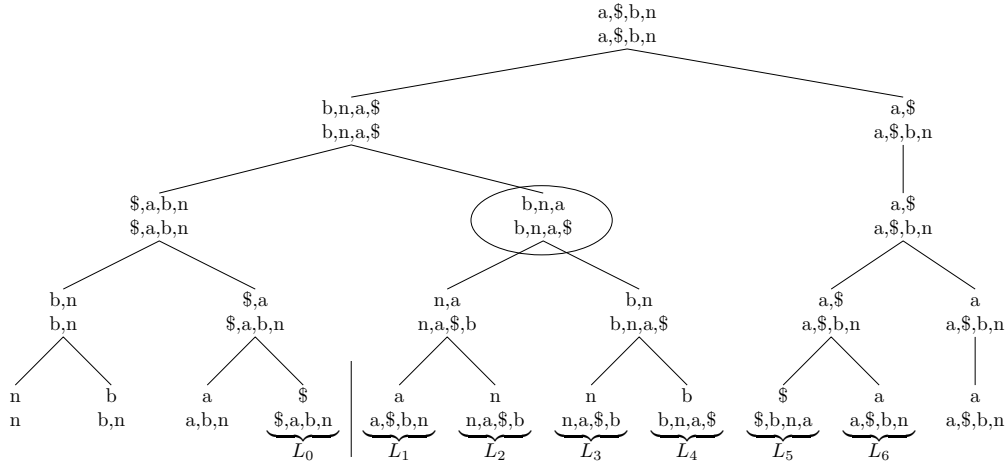 a,$,b,n
a,$,b,n
b,n,a,$ a,$
b,n,a,$ a,$,b,n
$,a,b,n b,n,a a,$
$,a,b,n b,n,a,$ a,$,b,n
b,n $,a n,a b,n a,$ a
b,n $,a,b,n n,a,$,b b,n,a,$ a,$,b,n a,$,b,n
n b a $ a n n b $ a a
n b,n a,b,n $,a,b,n a,$,b,n n,a,$,b n,a,$,b b,n,a,$ $,b,n,a a,$,b,n a,$,b,n
L₀ L₁ L₂ L₃ L₄ L₅ L₆